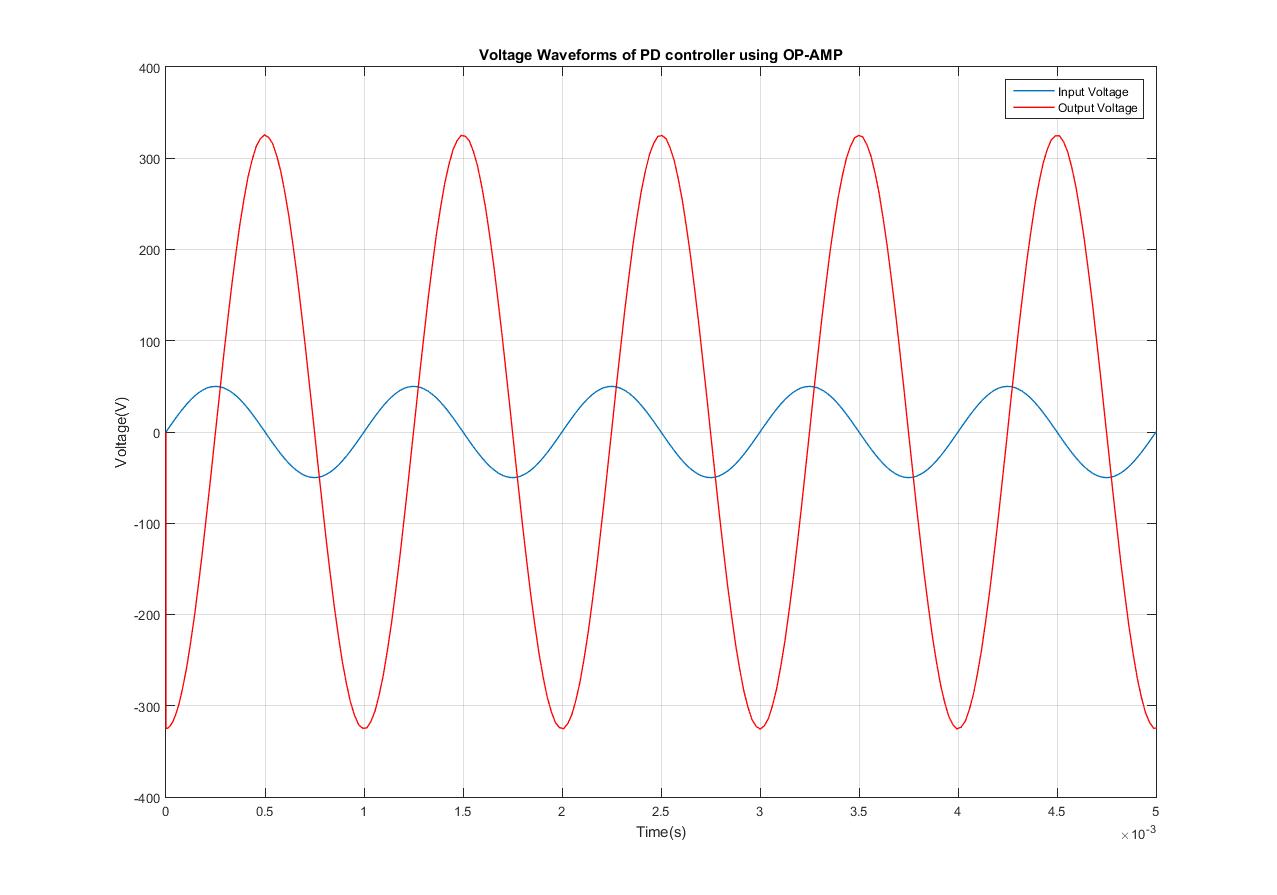 Voltage Waveforms of PD controller using OP-AMP
Input Voltage
Output Voltage
400
300
200
100
0
-100
-200
-300
-400
Voltage(V)
0 0.5 1 1.5 2 2.5 3 3.5 4 4.5 5
Time(s)
×10⁻³